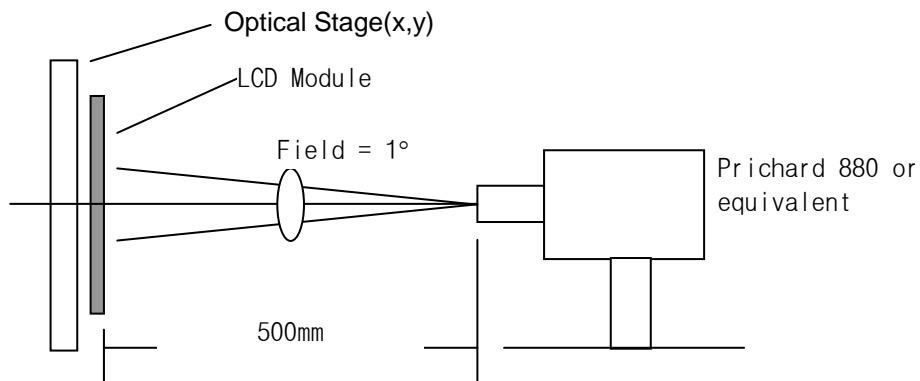 Optical Stage(x,y)
LCD Module
Field = 1°
Prichard 880 or
equivalent
500mm